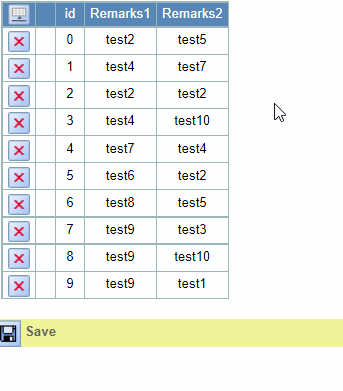 id Remarks1 Remarks2
0 test2 test5
1 test4 test7
2 test2 test2
3 test4 test10
4 test7 test4
5 test6 test2
6 test8 test5
7 test9 test3
8 test9 test10
9 test9 test1
Save